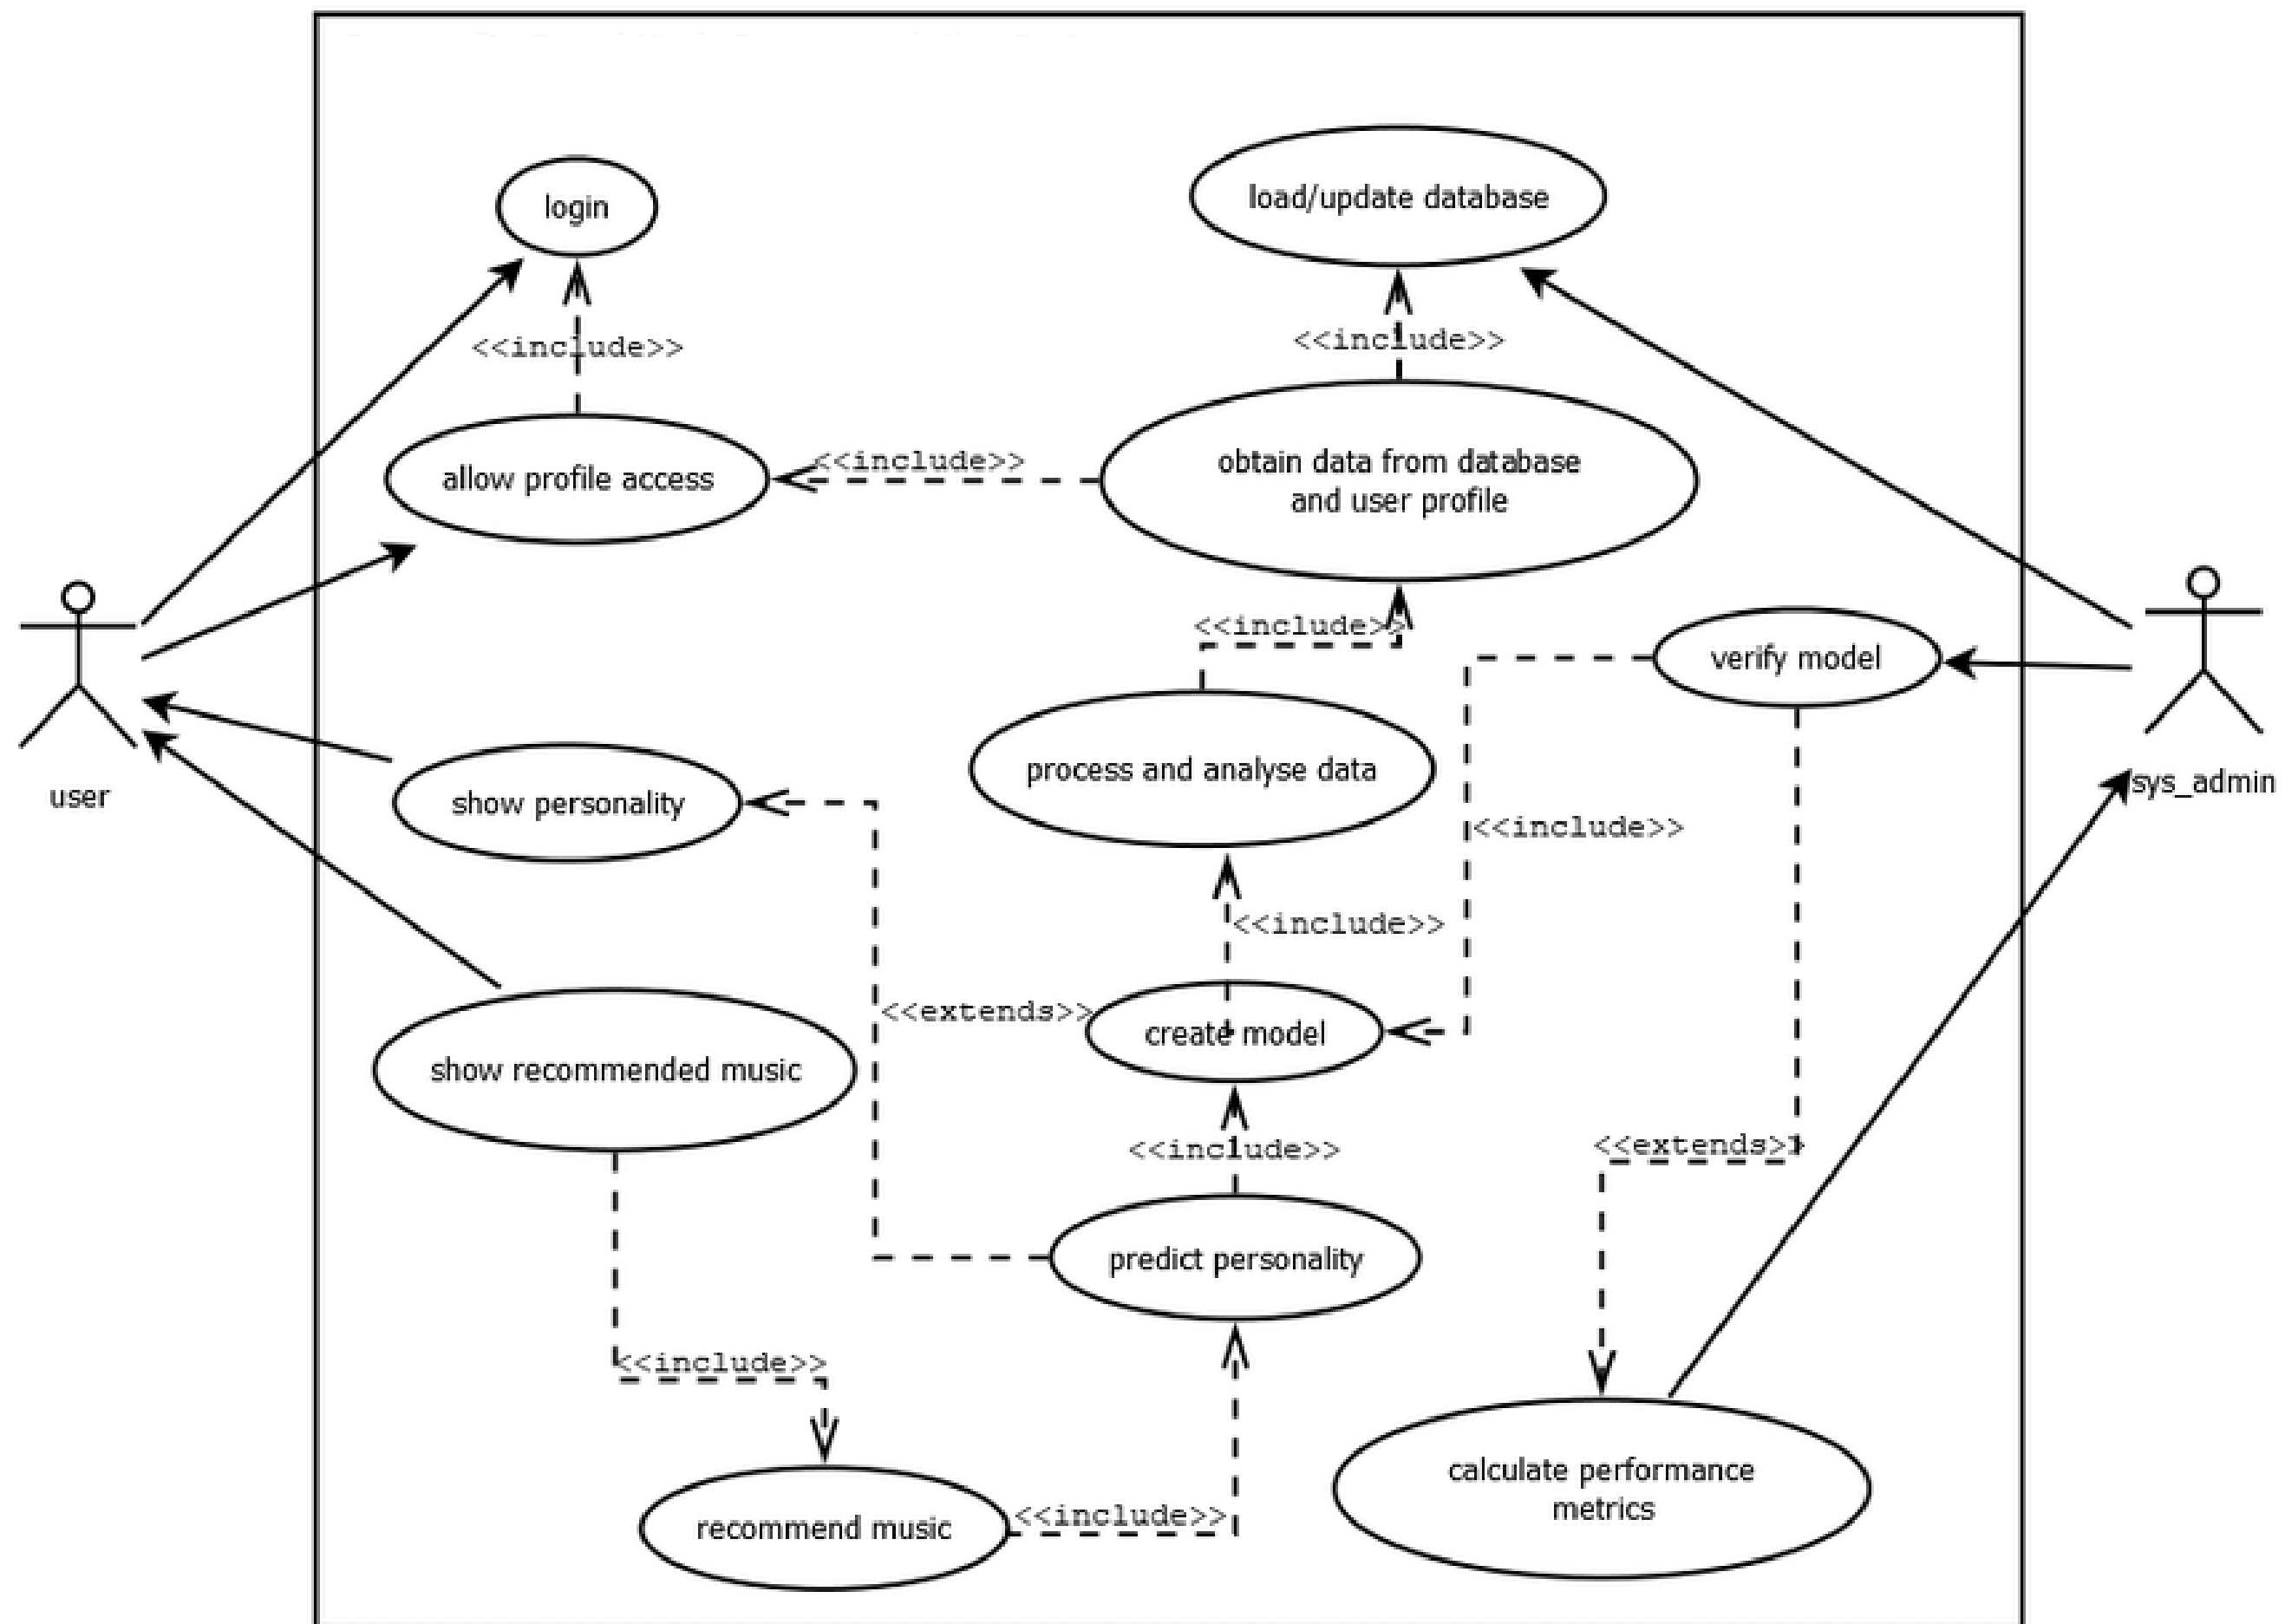 login
load/update database
<<include>>
<<include>>
allow profile access
<<include>>
obtain data from database
and user profile
<<include>>
verify model
user
show personality
process and analyse data
sys_admin
<<include>>
<<include>>
<<extends>>
create model
show recommended music
<<include>>
<<extends>>
predict personality
<<include>>
recommend music
<<include>>
calculate performance
metrics